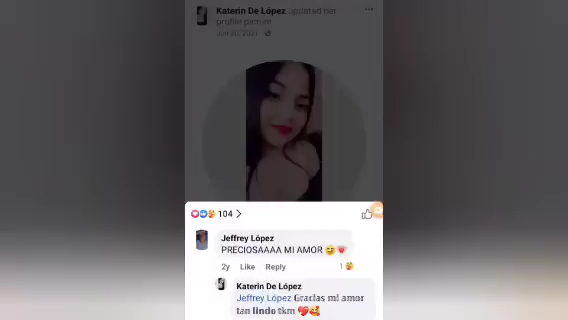 Katerin De López updated her
profile picture
Jun 30, 2021
104
Jeffrey López
PRECIOSAAAA MI AMOR 😅💗
2y Like Reply
1
Katerin De López
Jeffrey López Gracias mi amor
tan lindo tkm 💖🥰